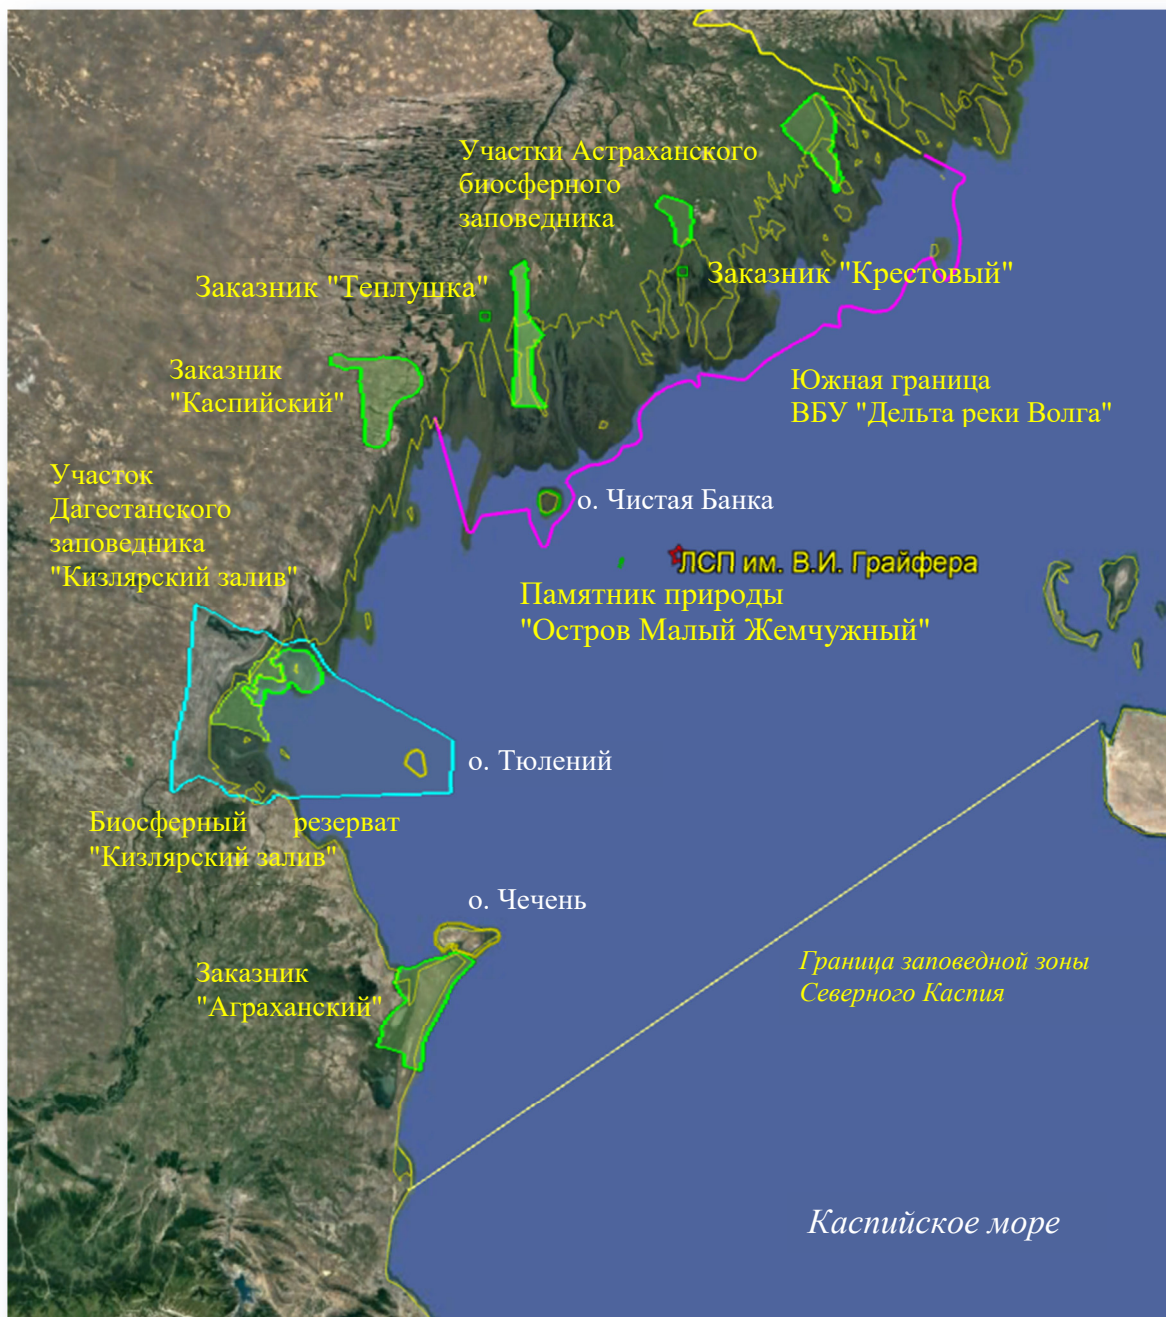 Участки Астраханского
биосферного
заповедника
Заказник "Теплушка"
Заказник "Крестовый"
Заказник
"Каспийский"
Южная граница
ВБУ "Дельта реки Волга"
Участок
Дагестанского
заповедника
"Кизлярский залив"
о. Чистая Банка
ЛСП им. В.И. Грайфера
Памятник природы
"Остров Малый Жемчужный"
о. Тюлений
Биосферный резерват
"Кизлярский залив"
о. Чечень
Заказник
"Аграханский"
Граница заповедной зоны
Северного Каспия
Каспийское море